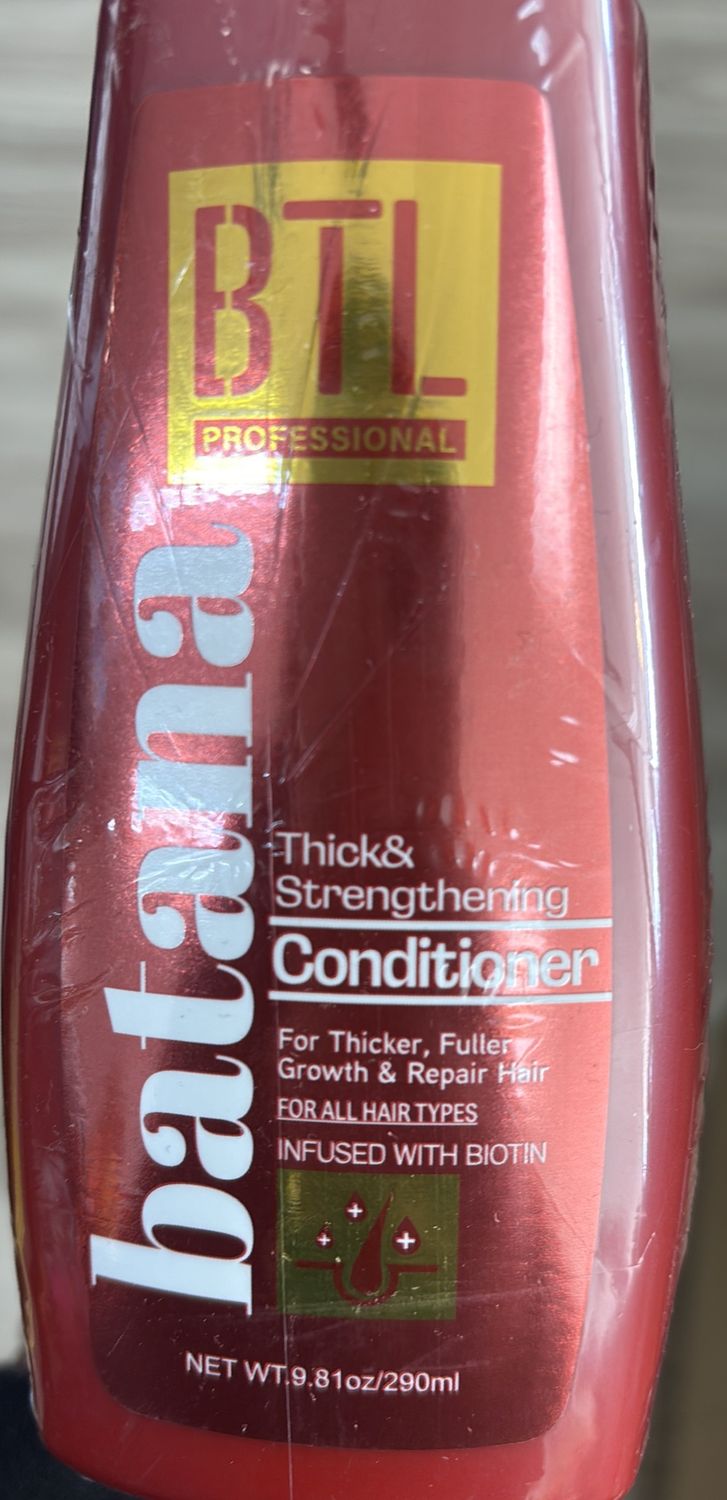 BTL
PROFESSIONAL
batana
Thick&
Strengthening
Conditioner
For Thicker, Fuller
Growth & Repair Hair
FOR ALL HAIR TYPES
INFUSED WITH BIOTIN
NET WT.9.81oz/290ml